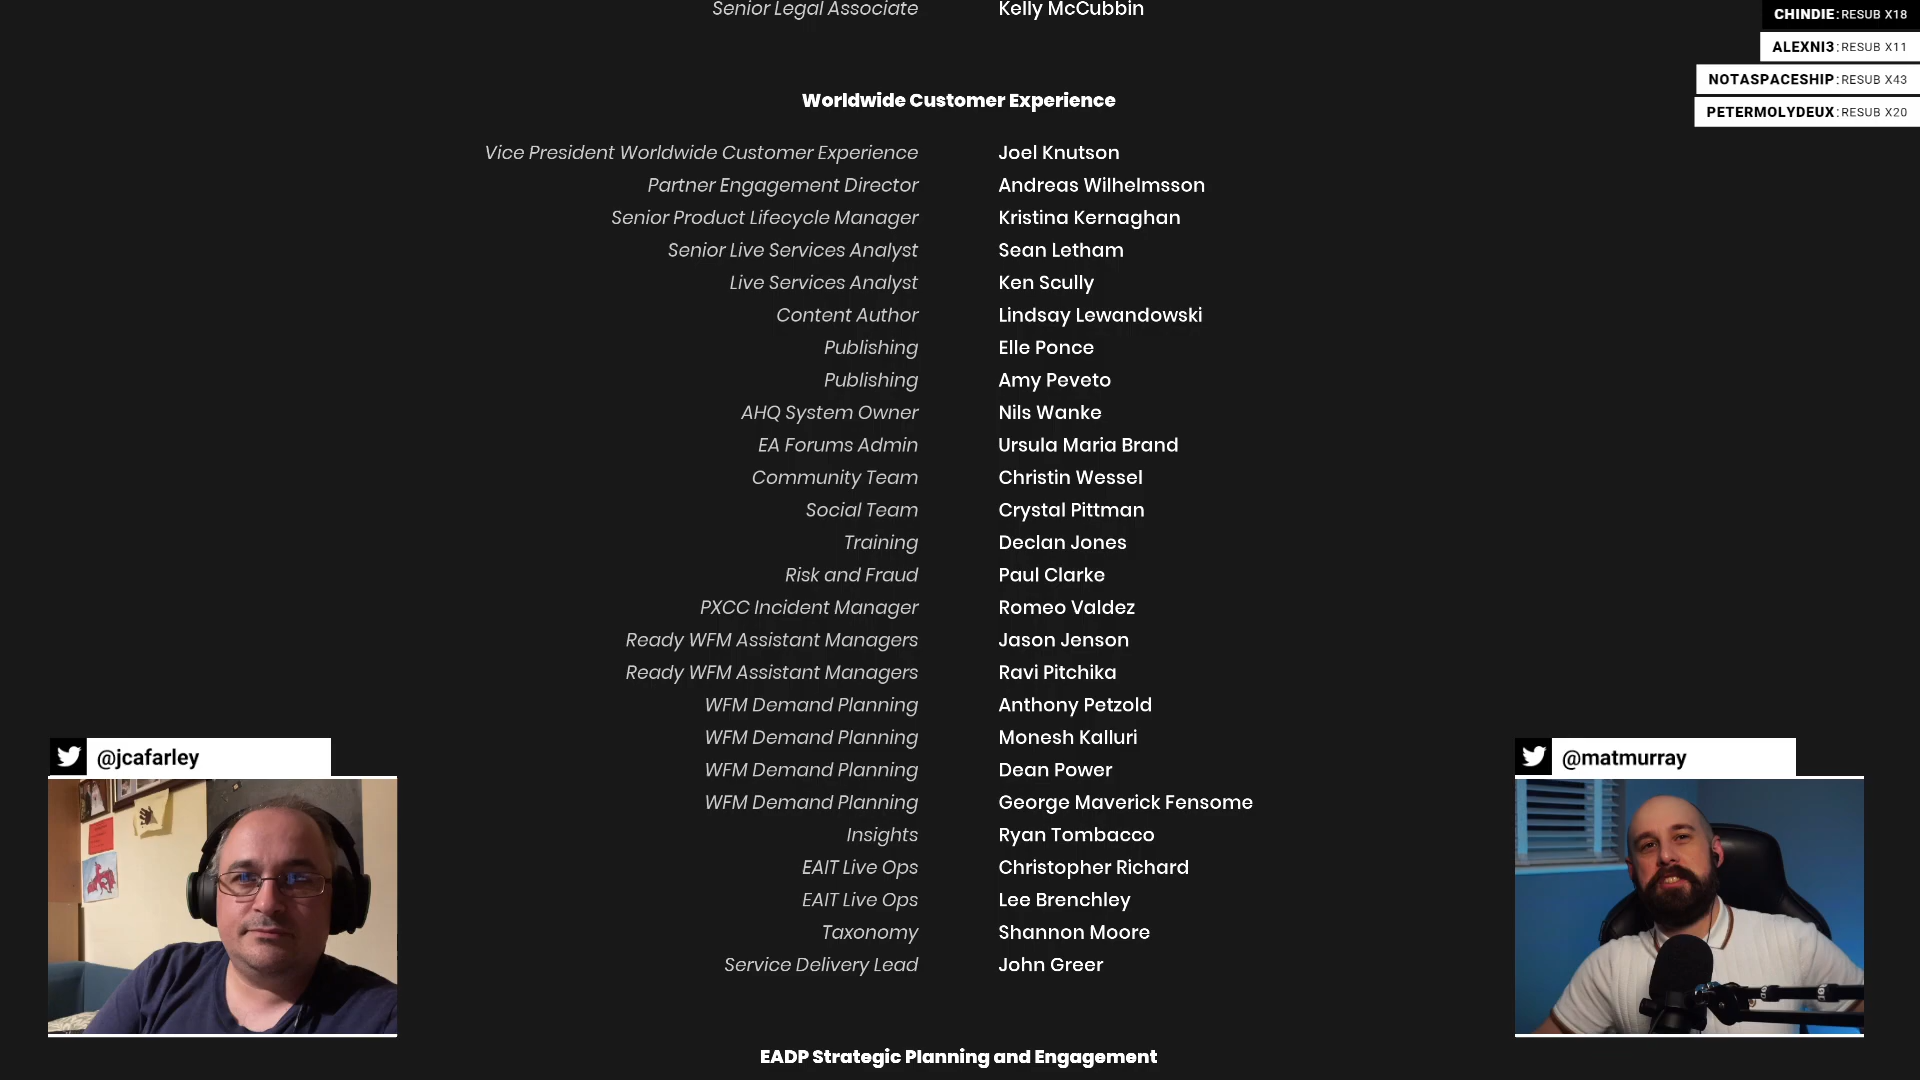 Senior Legal Associate Kelly McCubbin
CHINDIE: RESUB X18
ALEXNI3: RESUB X11
NOTASPACESHIP: RESUB X43
PETERMOLYDEUX: RESUB X20
Worldwide Customer Experience
Vice President Worldwide Customer Experience Joel Knutson
Partner Engagement Director Andreas Wilhelmsson
Senior Product Lifecycle Manager Kristina Kernaghan
Senior Live Services Analyst Sean Letham
Live Services Analyst Ken Scully
Content Author Lindsay Lewandowski
Publishing Elle Ponce
Publishing Amy Peveto
AHQ System Owner Nils Wanke
EA Forums Admin Ursula Maria Brand
Community Team Christin Wessel
Social Team Crystal Pittman
Training Declan Jones
Risk and Fraud Paul Clarke
PXCC Incident Manager Romeo Valdez
Ready WFM Assistant Managers Jason Jenson
Ready WFM Assistant Managers Ravi Pitchika
WFM Demand Planning Anthony Petzold
WFM Demand Planning Monesh Kalluri
WFM Demand Planning Dean Power
WFM Demand Planning George Maverick Fensome
Insights Ryan Tombacco
EAIT Live Ops Christopher Richard
EAIT Live Ops Lee Brenchley
Taxonomy Shannon Moore
Service Delivery Lead John Greer
@jcafarley
@matmurray
EADP Strategic Planning and Engagement